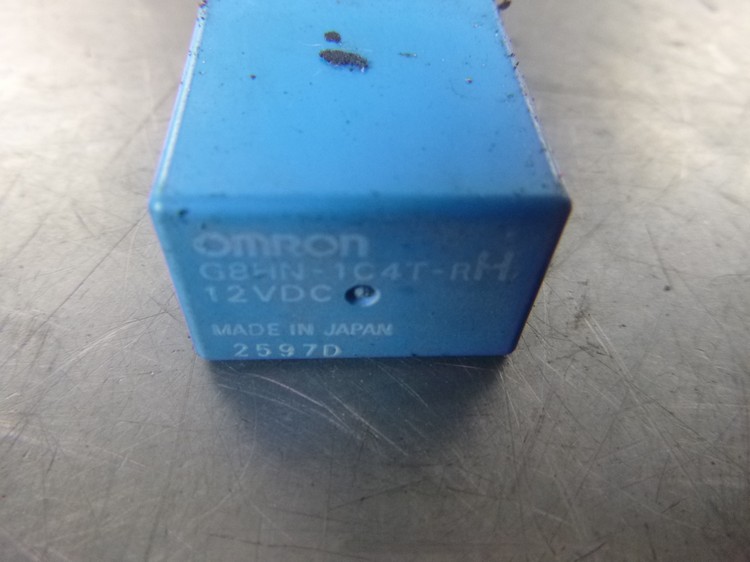 OMRON
G8HN-1C4T-RH
12VDC
MADE IN JAPAN
2597D